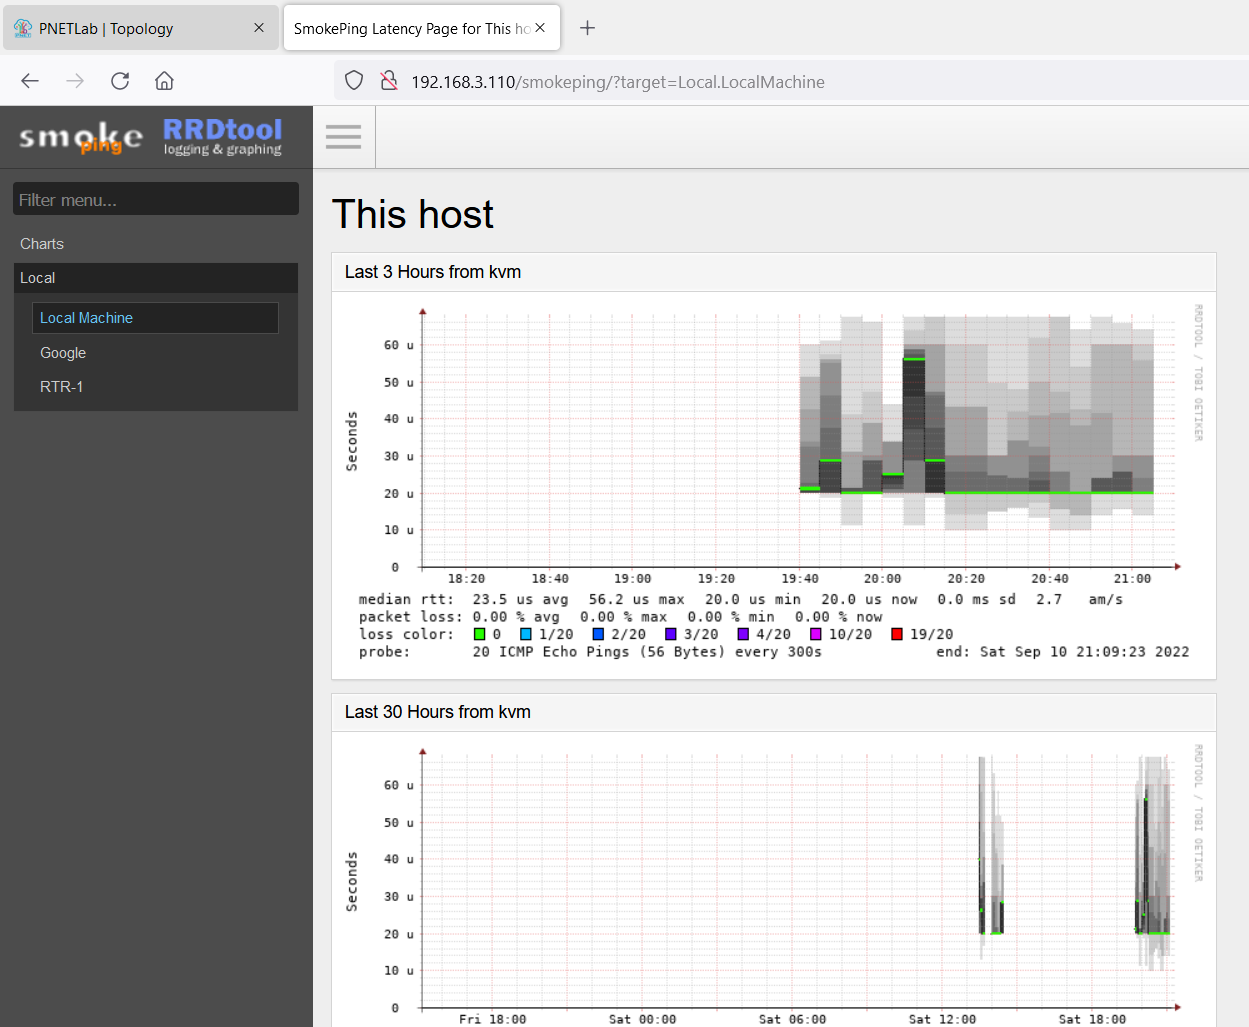 PNETLab | Topology
SmokePing Latency Page for This ho
192.168.3.110/smokeping/?target=Local.LocalMachine
smokeping
RRDtool
logging & graphing
Filter menu...
Charts
Local
Local Machine
Google
RTR-1
This host
Last 3 Hours from kvm
RRDTOOL / TOBI OETIKER
Seconds
60 u
50 u
40 u
30 u
20 u
10 u
0
18:20 18:40 19:00 19:20 19:40 20:00 20:20 20:40 21:00
median rtt: 23.5 us avg 56.2 us max 20.0 us min 20.0 us now 0.0 ms sd 2.7 am/s
packet loss: 0.00 % avg 0.00 % max 0.00 % min 0.00 % now
loss color: 0 1/20 2/20 3/20 4/20 10/20 19/20
probe: 20 ICMP Echo Pings (56 Bytes) every 300s end: Sat Sep 10 21:09:23 2022
Last 30 Hours from kvm
RRDTOOL / TOBI OETIKER
Seconds
60 u
50 u
40 u
30 u
20 u
10 u
0
Fri 18:00 Sat 00:00 Sat 06:00 Sat 12:00 Sat 18:00